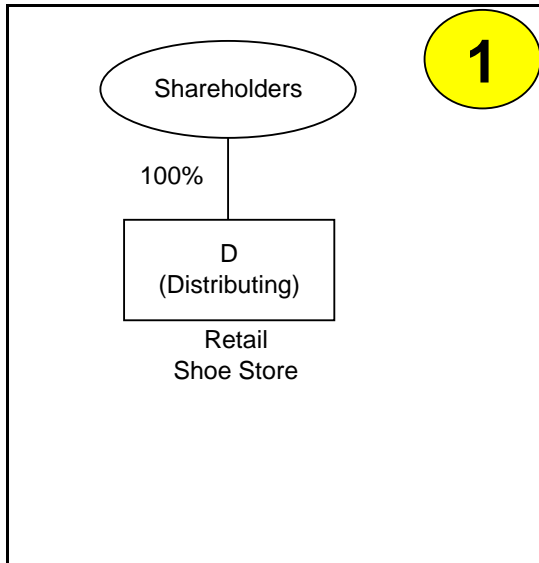 1
Shareholders
100%
D
(Distributing)
Retail
Shoe Store